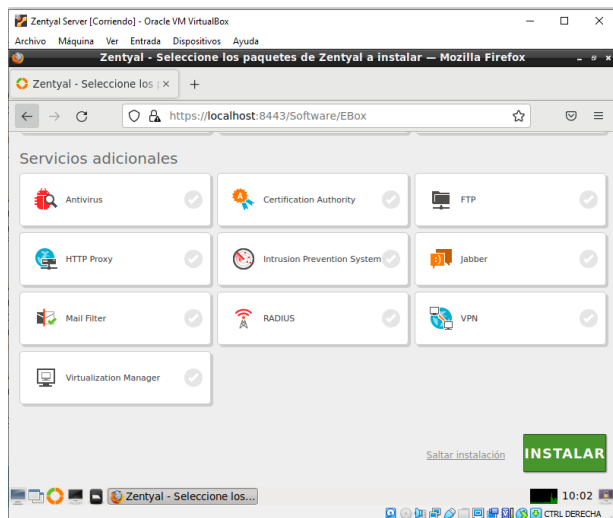 Zentyal Server [Corriendo] - Oracle VM VirtualBox
Archivo Máquina Ver Entrada Dispositivos Ayuda
Zentyal - Seleccione los paquetes de Zentyal a instalar — Mozilla Firefox
Zentyal - Seleccione los p
https://localhost:8443/Software/EBox
Servicios adicionales
Antivirus
Certification Authority
FTP
HTTP Proxy
Intrusion Prevention System
Jabber
Mail Filter
RADIUS
VPN
Virtualization Manager
Saltar instalación
INSTALAR
Zentyal - Seleccione los...
10:02
CTRL DERECHA